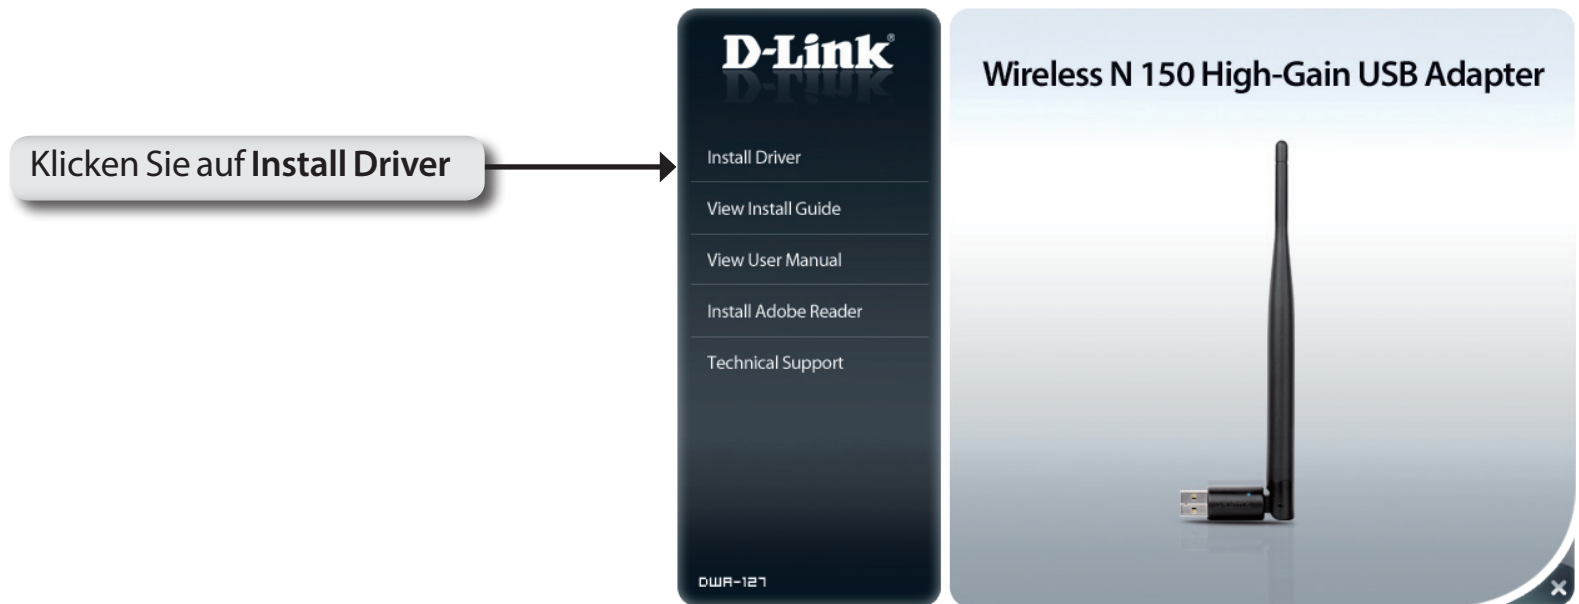 Klicken Sie auf Install Driver
D-Link®
Install Driver
View Install Guide
View User Manual
Install Adobe Reader
Technical Support
DWA-127
Wireless N 150 High-Gain USB Adapter